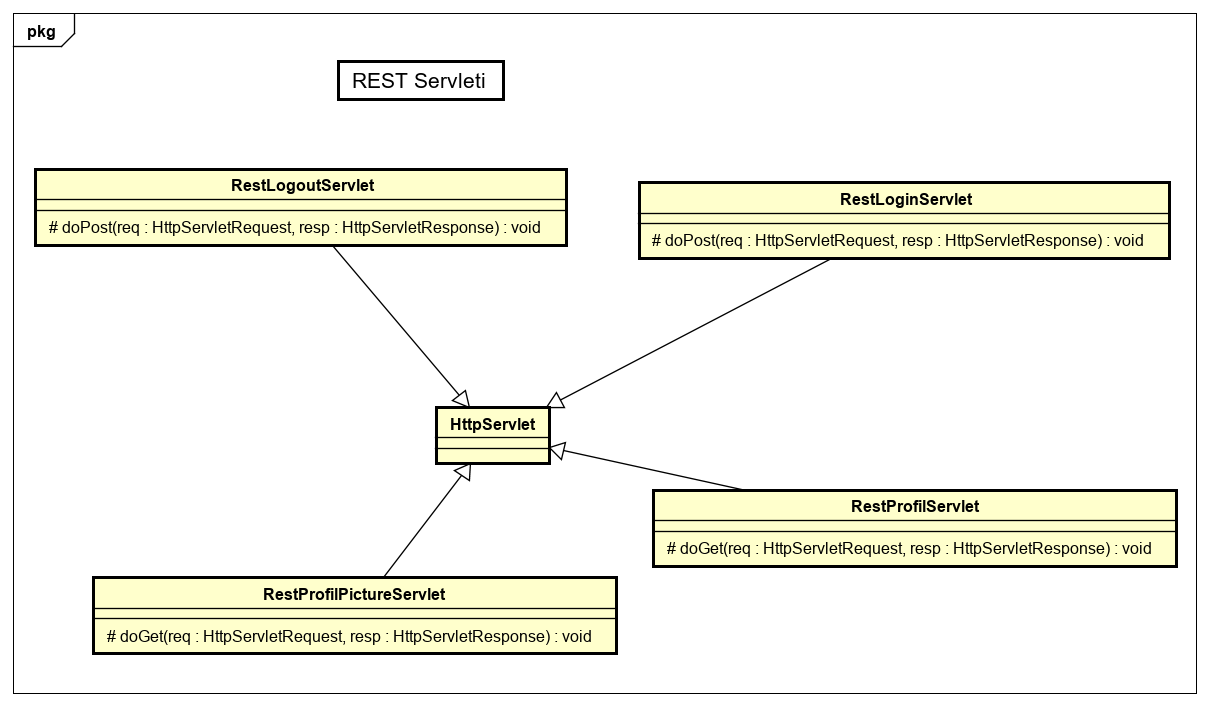 pkg
REST Servleti
RestLogoutServlet
# doPost(req : HttpServletRequest, resp : HttpServletResponse) : void
RestLoginServlet
# doPost(req : HttpServletRequest, resp : HttpServletResponse) : void
HttpServlet
RestProfilServlet
# doGet(req : HttpServletRequest, resp : HttpServletResponse) : void
RestProfilPictureServlet
# doGet(req : HttpServletRequest, resp : HttpServletResponse) : void